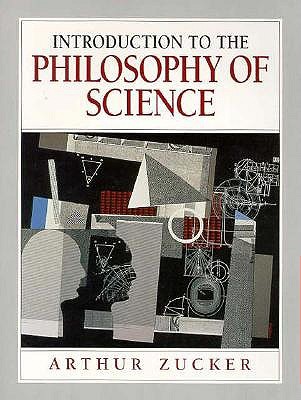 INTRODUCTION TO THE
PHILOSOPHY OF
SCIENCE
ARTHUR ZUCKER